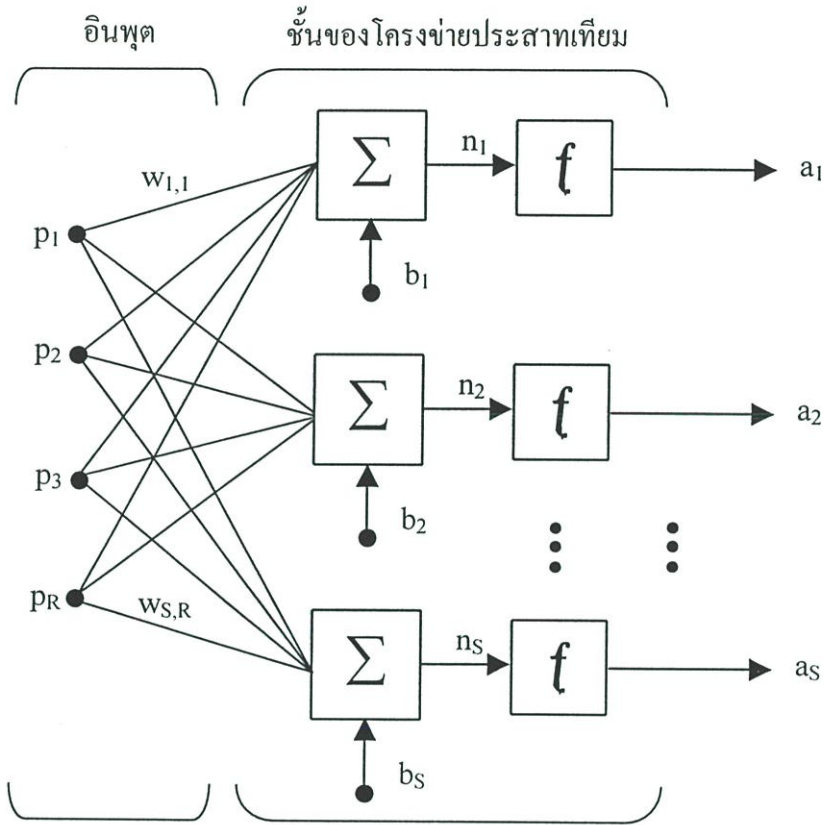 อินพุต ชั้นของโครงข่ายประสาทเทียม
w1,1 Σ n1 f a1
p1
b1
p2 Σ n2 f a2
p3
b2
pR wS,R
Σ nS f aS
bS